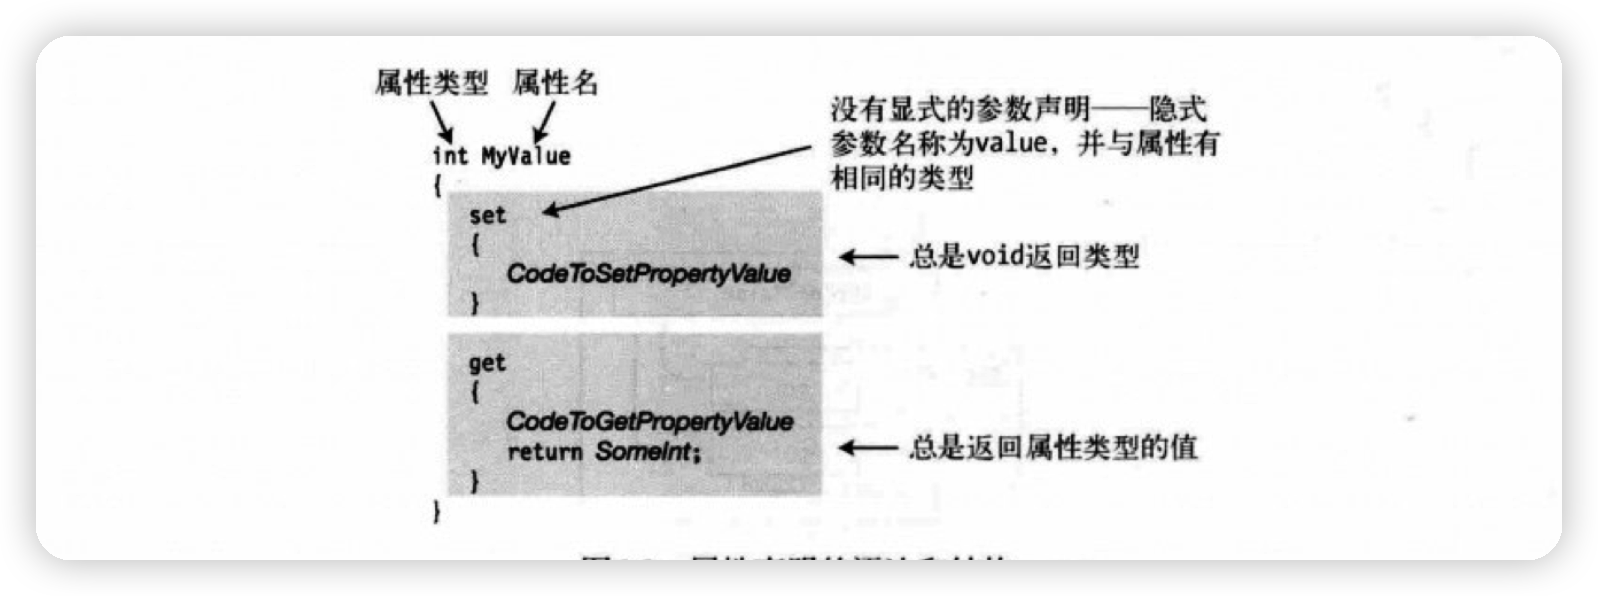 属性类型 属性名
int MyValue
{
set
{
CodeToSetPropertyValue
}
get
{
CodeToGetPropertyValue
return SomeInt;
}
}
没有显式的参数声明——隐式
参数名称为value，并与属性有
相同的类型
总是void返回类型
总是返回属性类型的值